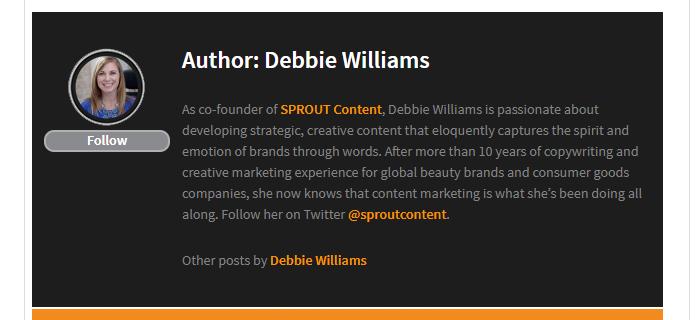 Author: Debbie Williams
Follow
As co-founder of SPROUT Content, Debbie Williams is passionate about
developing strategic, creative content that eloquently captures the spirit and
emotion of brands through words. After more than 10 years of copywriting and
creative marketing experience for global beauty brands and consumer goods
companies, she now knows that content marketing is what she's been doing all
along. Follow her on Twitter @sproutcontent.
Other posts by Debbie Williams